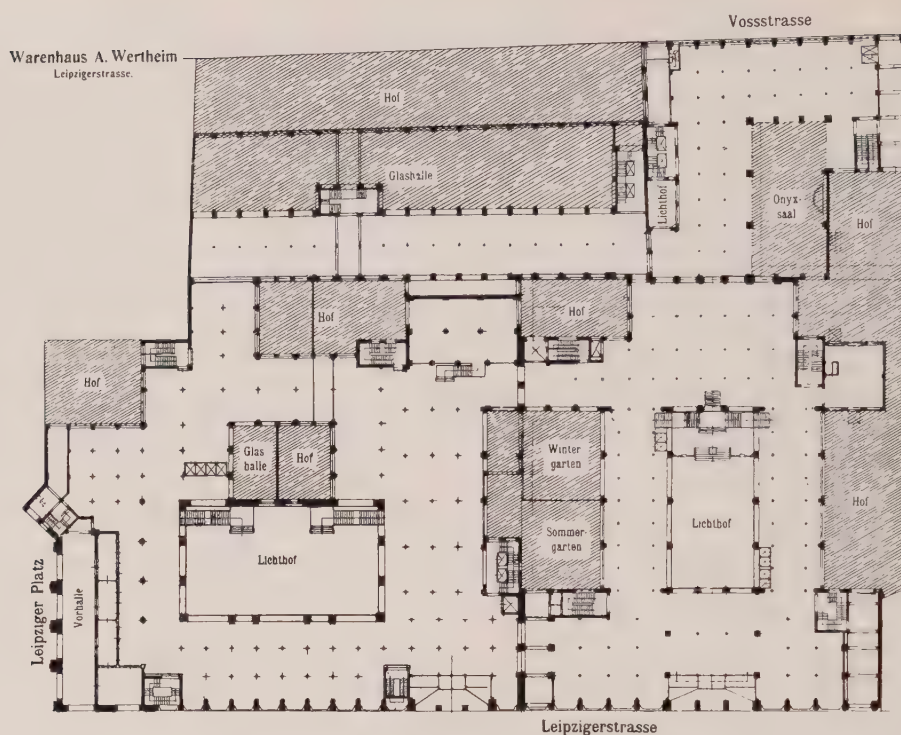 Vossstrasse
Warenhaus A. Wertheim
Leipzigerstrasse.
Hof
Glashalle
Lichthof
Onyx-
saal
Hof
Hof
Hof
Hof
Glas
halle
Hof
Winter
garten
Hof
Sommer-
garten
Lichthof
Lichthof
Leipziger Platz
Vorhalle
Leipzigerstrasse